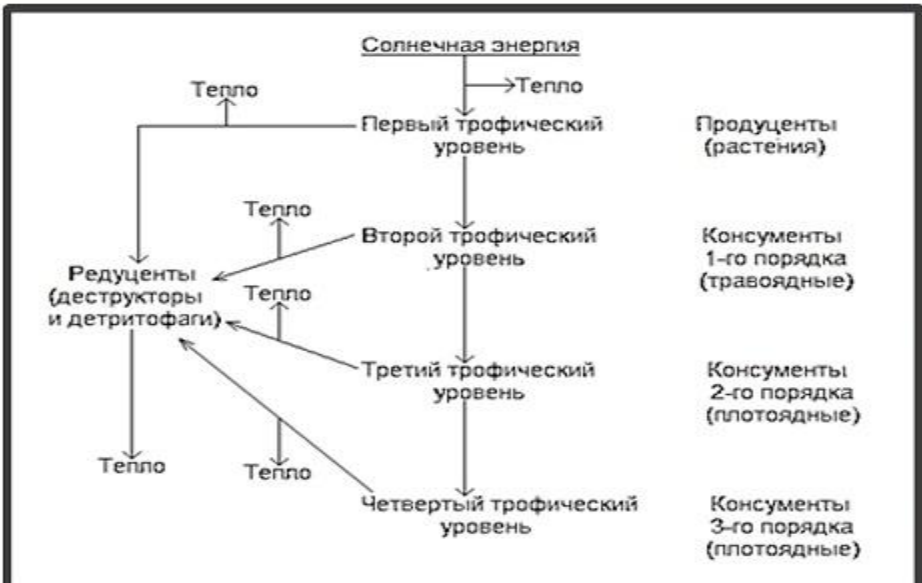 Солнечная энергия
Тепло
Тепло
Первый трофический
уровень
Продуценты
(растения)
Тепло
Второй трофический
уровень
Консументы
1-го порядка
(травоядные)
Редуценты
(деструкторы
и детритофаги)
Тепло
Третий трофический
уровень
Консументы
2-го порядка
(плотоядные)
Тепло
Тепло
Четвертый трофический
уровень
Консументы
3-го порядка
(плотоядные)